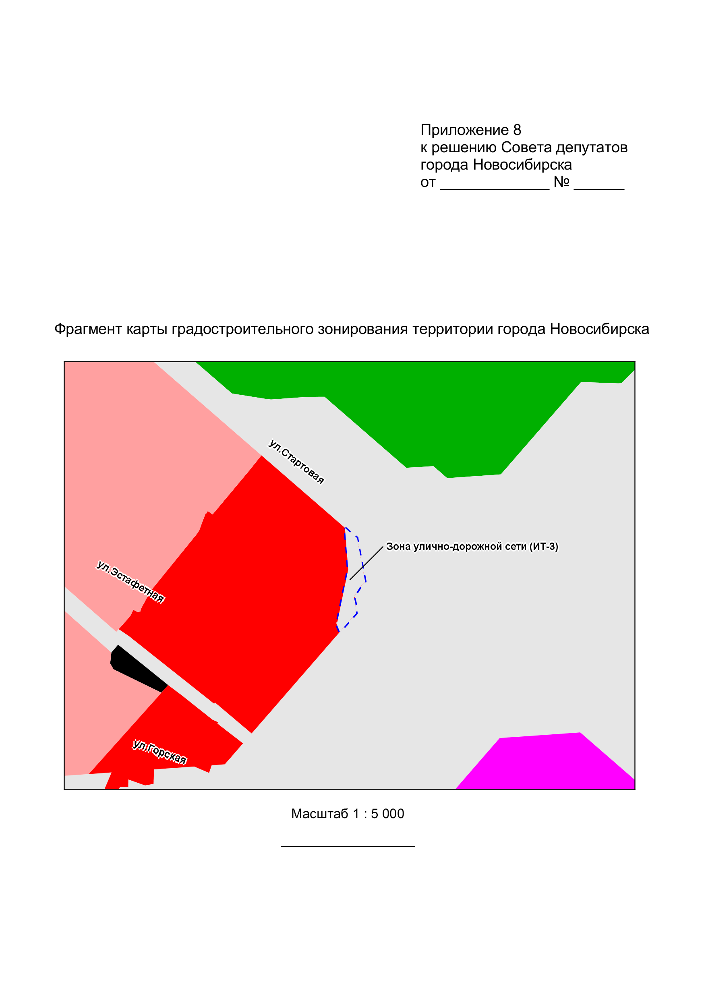 Приложение 8
к решению Совета депутатов
города Новосибирска
от _____________ № ______
Фрагмент карты градостроительного зонирования территории города Новосибирска
ул.Стартовая
Зона улично-дорожной сети (ИТ-3)
ул.Эстафетная
ул.Горская
Масштаб 1 : 5 000